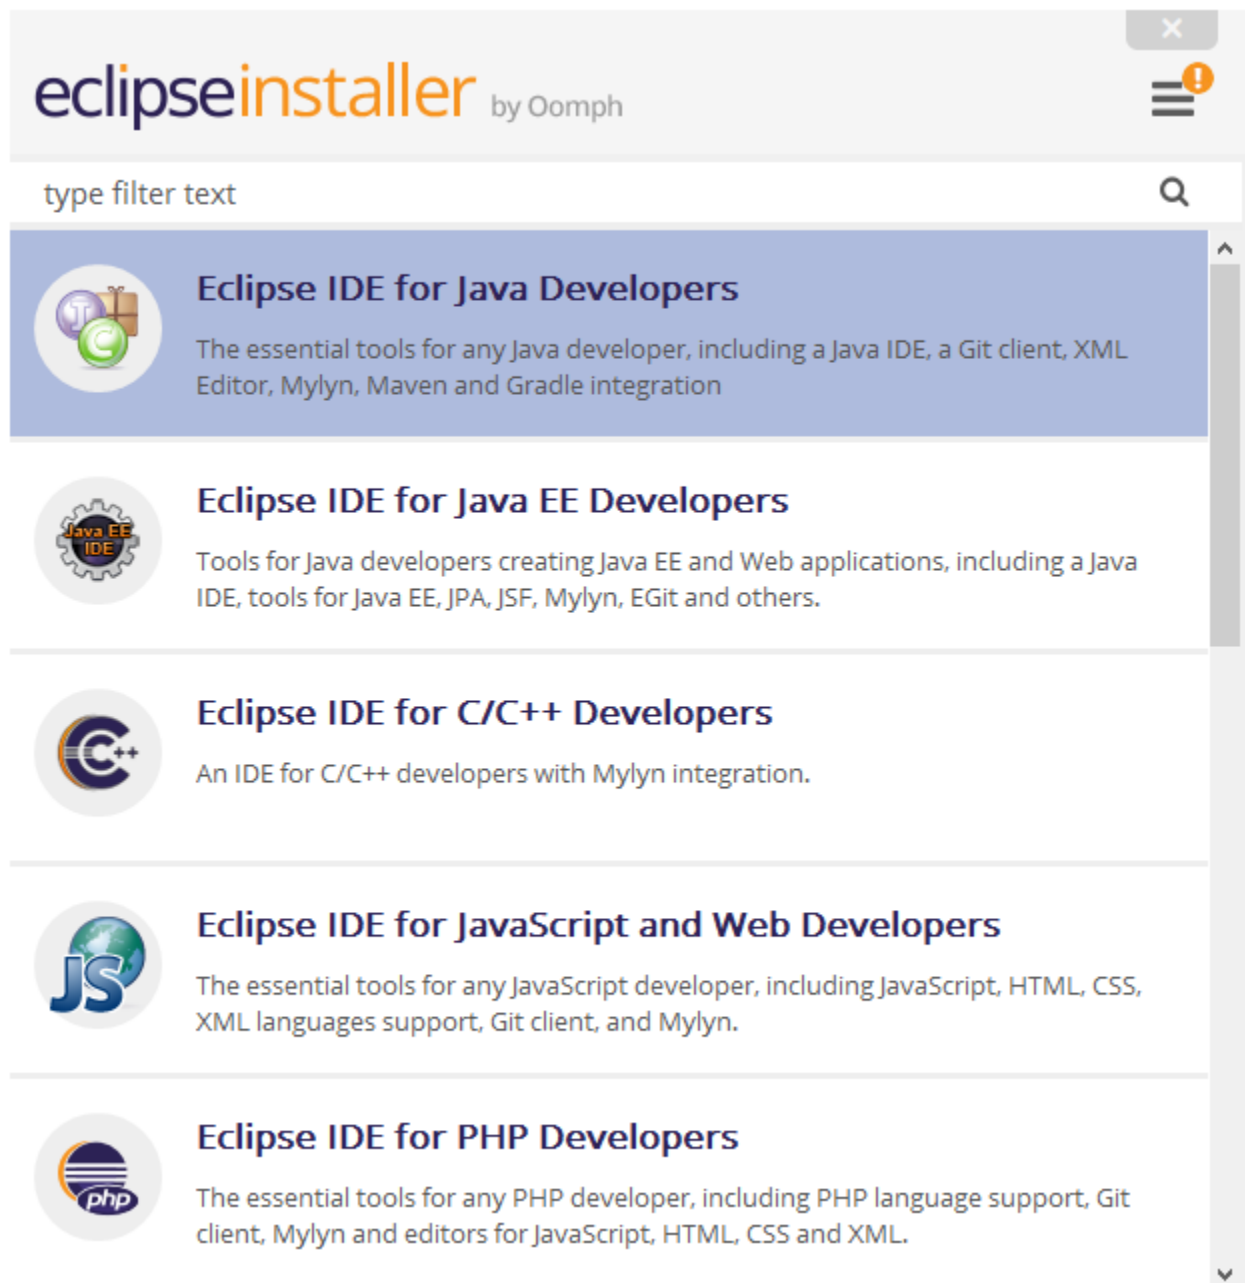 eclipseinstaller by Oomph
type filter text
Eclipse IDE for Java Developers
The essential tools for any Java developer, including a Java IDE, a Git client, XML
Editor, Mylyn, Maven and Gradle integration
Eclipse IDE for Java EE Developers
Java EE
IDE
Tools for Java developers creating Java EE and Web applications, including a Java
IDE, tools for Java EE, JPA, JSF, Mylyn, EGit and others.
Eclipse IDE for C/C++ Developers
C++
An IDE for C/C++ developers with Mylyn integration.
Eclipse IDE for JavaScript and Web Developers
JS
The essential tools for any JavaScript developer, including JavaScript, HTML, CSS,
XML languages support, Git client, and Mylyn.
Eclipse IDE for PHP Developers
php
The essential tools for any PHP developer, including PHP language support, Git
client, Mylyn and editors for JavaScript, HTML, CSS and XML.